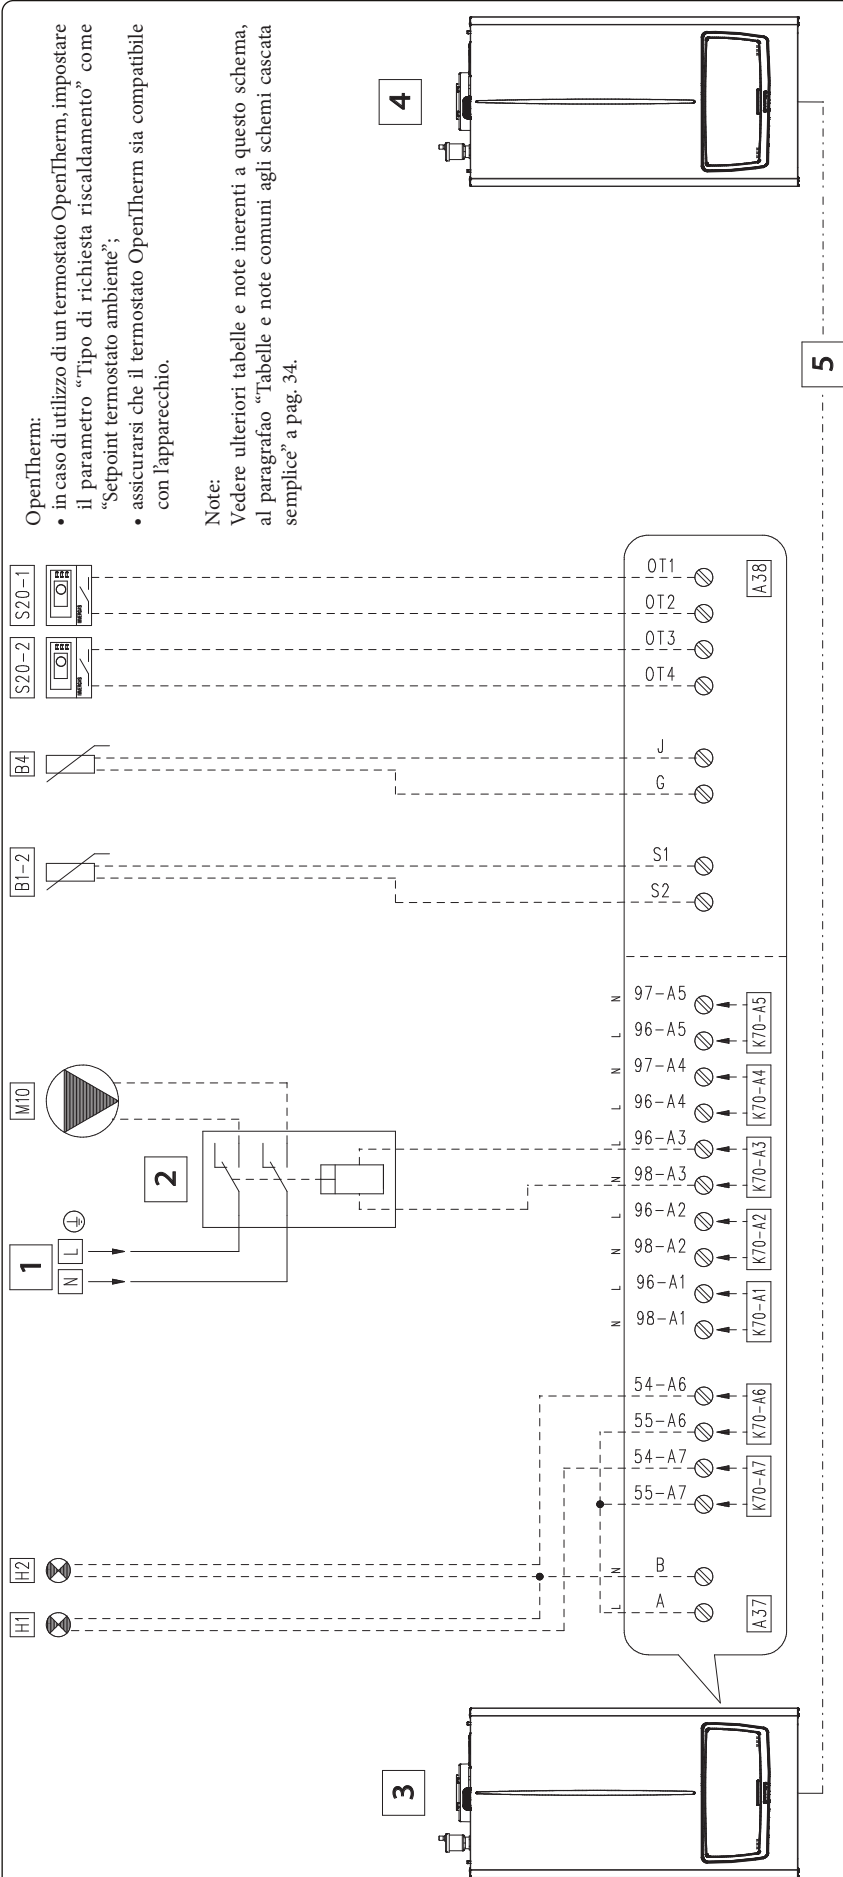 H1
H2
1
N
L
M10
B1-2
B4
S20-2
S20-1
OpenTherm:
• in caso di utilizzo di un termostato OpenTherm, impostare
il parametro “Tipo di richiesta riscaldamento” come
“Setpoint termostato ambiente”;
• assicurarsi che il termostato OpenTherm sia compatibile
con l'apparecchio.
Note:
Vedere ulteriori tabelle e note inerenti a questo schema,
al paragrafao “Tabelle e note comuni agli schemi cascata
semplice” a pag. 34.
2
3
4
L
N
N
L
N
L
N
L
L
N
L
N
A
B
55-A7
54-A7
55-A6
54-A6
98-A1
96-A1
98-A2
96-A2
98-A3
96-A3
96-A4
97-A4
96-A5
97-A5
S2
S1
G
J
OT4
OT3
OT2
OT1
A37
K70-A7
K70-A6
K70-A1
K70-A2
K70-A3
K70-A4
K70-A5
A38
5